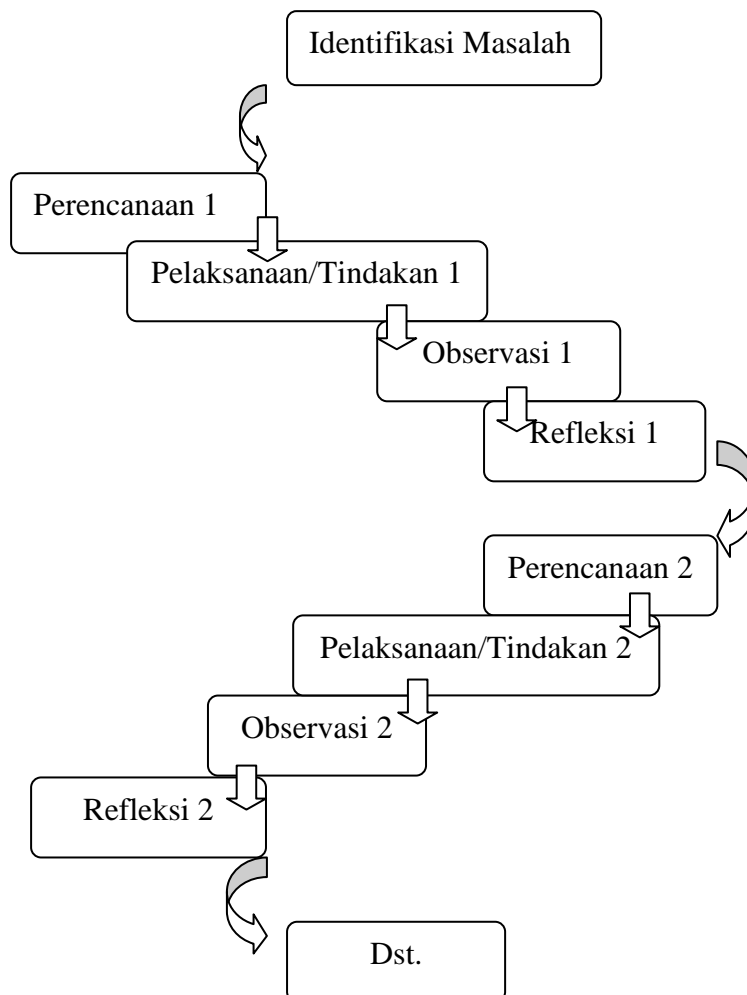 Identifikasi Masalah
Perencanaan 1
Pelaksanaan/Tindakan 1
Observasi 1
Refleksi 1
Perencanaan 2
Pelaksanaan/Tindakan 2
Observasi 2
Refleksi 2
Dst.